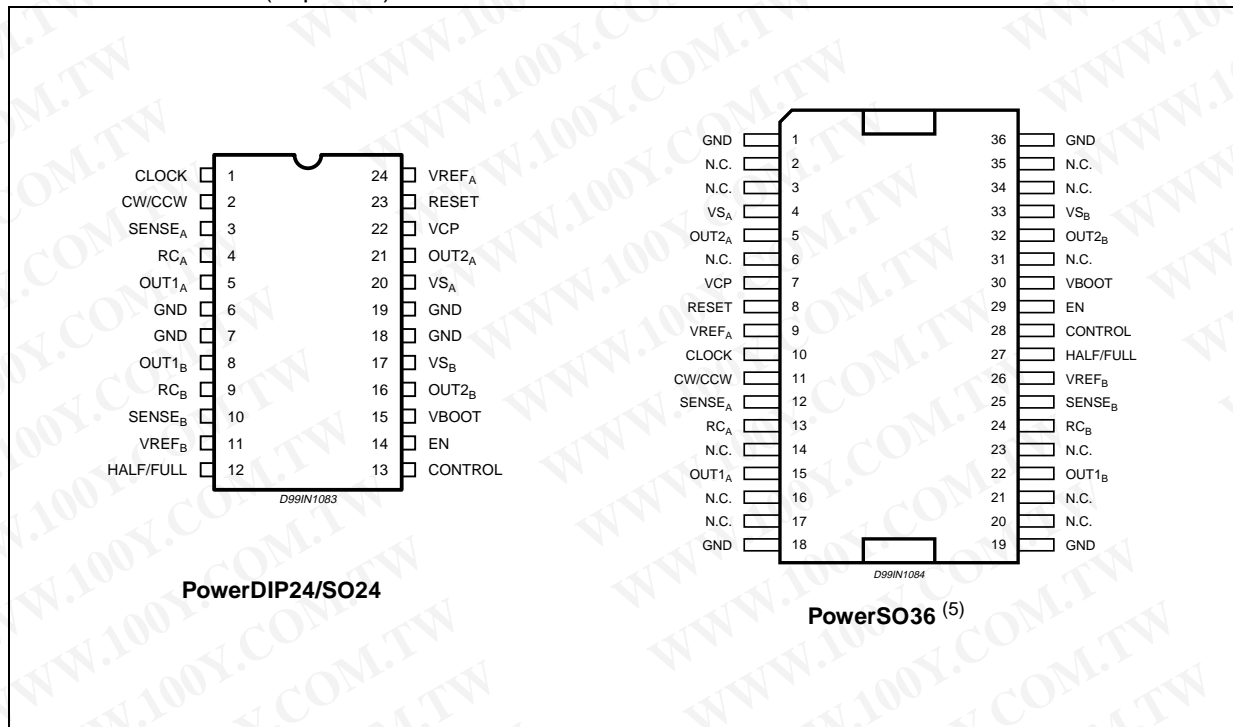 CLOCK 1 24 VREFA
CW/CCW 2 23 RESET
SENSEA 3 22 VCP
RCA 4 21 OUT2A
OUT1A 5 20 VSA
GND 6 19 GND
GND 7 18 GND
OUT1B 8 17 VSB
RCB 9 16 OUT2B
SENSEB 10 15 VBOOT
VREFB 11 14 EN
HALF/FULL 12 13 CONTROL
D99IN1083
PowerDIP24/SO24
GND 1 36 GND
N.C. 2 35 N.C.
N.C. 3 34 N.C.
VSA 4 33 VSB
OUT2A 5 32 OUT2B
N.C. 6 31 N.C.
VCP 7 30 VBOOT
RESET 8 29 EN
VREFA 9 28 CONTROL
CLOCK 10 27 HALF/FULL
CW/CCW 11 26 VREFB
SENSEA 12 25 SENSEB
RCA 13 24 RCB
N.C. 14 23 N.C.
OUT1A 15 22 OUT1B
N.C. 16 21 N.C.
N.C. 17 20 N.C.
GND 18 19 GND
D99IN1084
PowerSO36 (5)
WWW.100Y.COM.TW